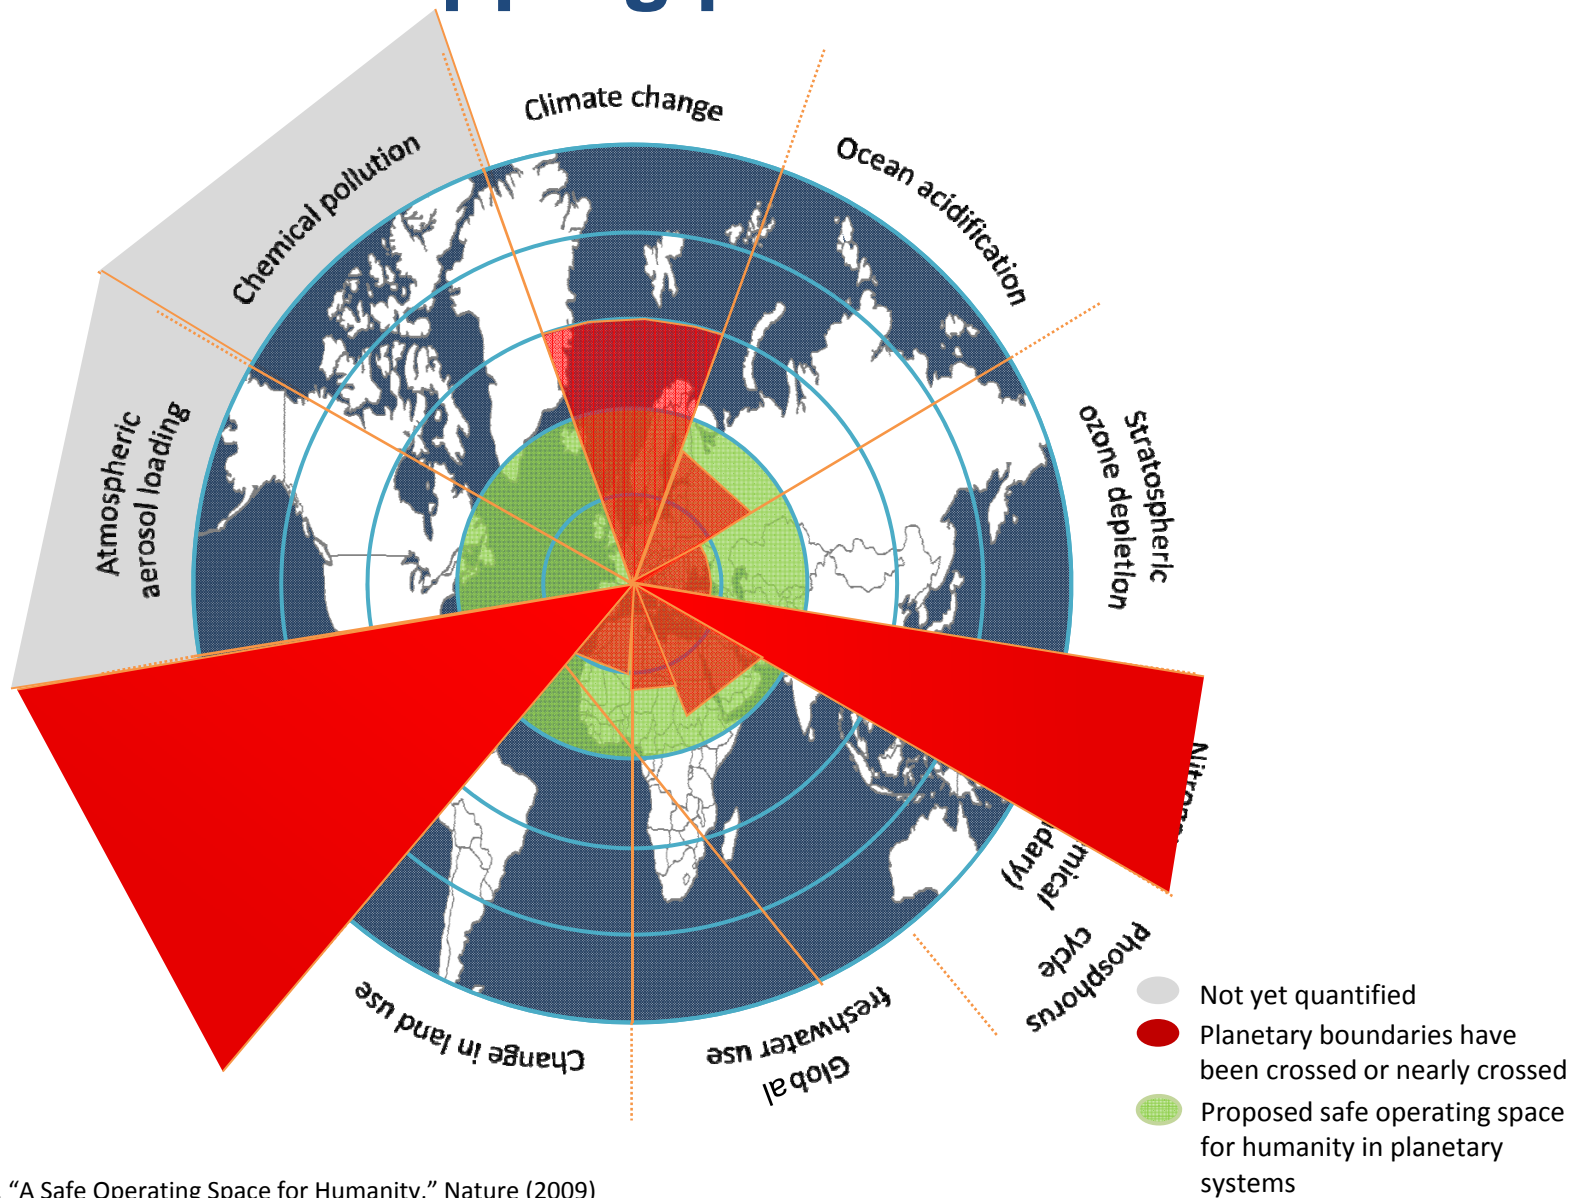 Climate change
Ocean acidification
Stratospheric
ozone depletion
Phosphorus
cycle
Global
freshwater use
Change in land use
Atmospheric
aerosol loading
Chemical pollution
Not yet quantified
Planetary boundaries have
been crossed or nearly crossed
Proposed safe operating space
for humanity in planetary
systems
“A Safe Operating Space for Humanity.” Nature (2009)